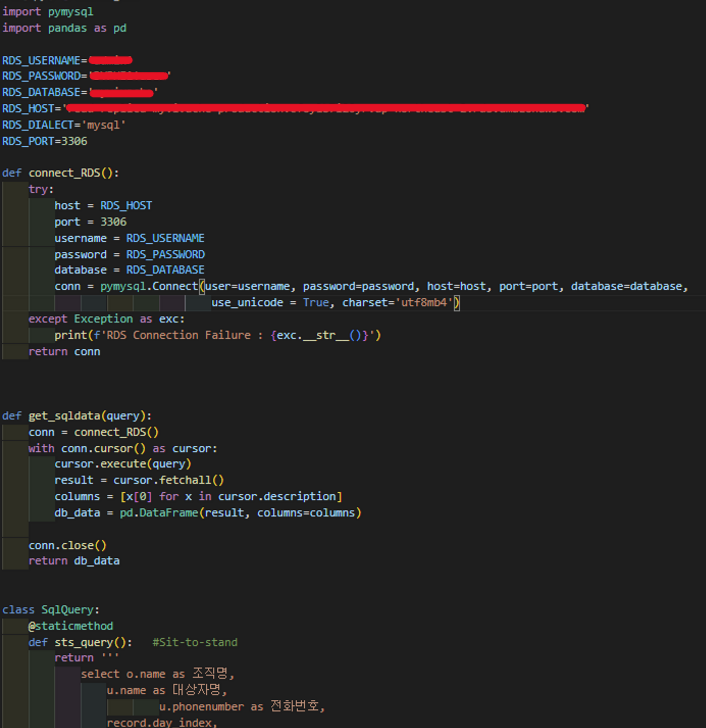 import pymysql
import pandas as pd
RDS_USERNAME='
RDS_PASSWORD='
RDS_DATABASE='
RDS_HOST='
RDS_DIALECT='mysql'
RDS_PORT=3306
def connect_RDS():
try:
host = RDS_HOST
port = 3306
username = RDS_USERNAME
password = RDS_PASSWORD
database = RDS_DATABASE
conn = pymysql.Connect(user=username, password=password, host=host, port=port, database=database,
use_unicode = True, charset='utf8mb4')
except Exception as exc:
print(f'RDS Connection Failure : {exc.__str__()}')
return conn
def get_sqldata(query):
conn = connect_RDS()
with conn.cursor() as cursor:
cursor.execute(query)
result = cursor.fetchall()
columns = [x[0] for x in cursor.description]
db_data = pd.DataFrame(result, columns=columns)
conn.close()
return db_data
class SqlQuery:
@staticmethod
def sts_query():   #Sit-to-stand
return '''
select o.name as 조직명,
u.name as 대상자명,
u.phonenumber as 전화번호,
record.day_index,